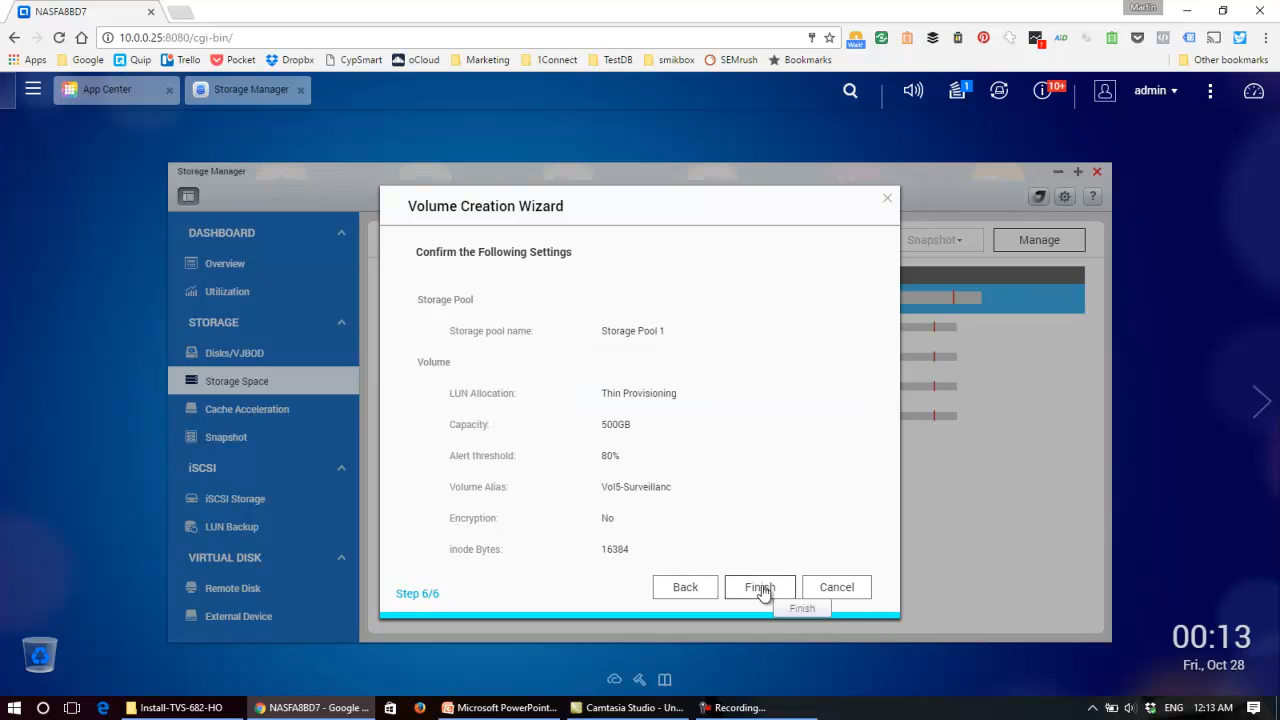 NASFA8BD7
Martin
10.0.0.25:8080/cgi-bin/
Wait!
Apps
Google
Quip
Trello
Pocket
Dropbx
CypSmart
oCloud
Marketing
1Connect
TestDB
smikbox
SEMrush
Bookmarks
Other bookmarks
App Center
Storage Manager
1
10+
admin
Storage Manager
DASHBOARD
Overview
Utilization
STORAGE
Disks/VJBOD
Storage Space
Cache Acceleration
Snapshot
iSCSI
iSCSI Storage
LUN Backup
VIRTUAL DISK
Remote Disk
External Device
Snapshot
Manage
Volume Creation Wizard
Confirm the Following Settings
Storage Pool
Storage pool name: Storage Pool 1
Volume
LUN Allocation: Thin Provisioning
Capacity: 500GB
Alert threshold: 80%
Volume Alias: Vol5-Surveillanc
Encryption: No
inode Bytes: 16384
Step 6/6
Back
Finish
Cancel
Finish
00:13
Fri., Oct 28
Install-TVS-682-HO
NASFA8BD7 - Google ...
Microsoft PowerPoint...
Camtasia Studio - Un...
Recording...
ENG
12:13 AM